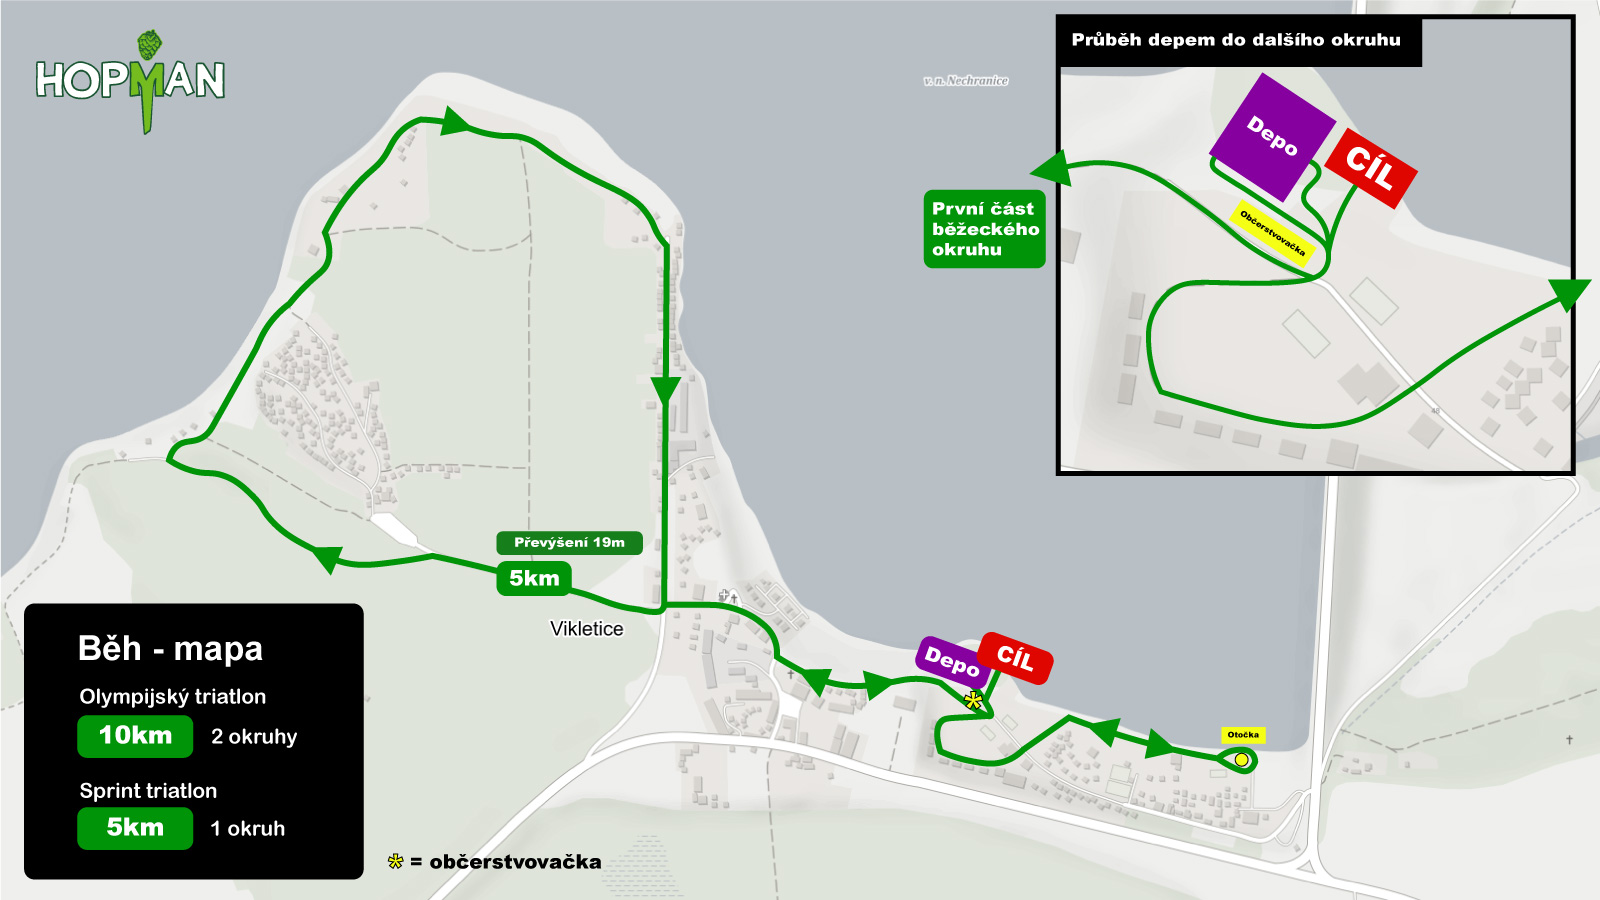 HOPMAN
v. n. Nechranice
Průběh depem do dalšího okruhu
Depo
CÍL
Občerstvovačka
První část
běžeckého
okruhu
48
Převýšení 19m
5km
Vikletice
Depo
CÍL
Otočka
Běh - mapa
Olympijský triatlon
10km 2 okruhy
Sprint triatlon
5km 1 okruh
* = občerstvovačka